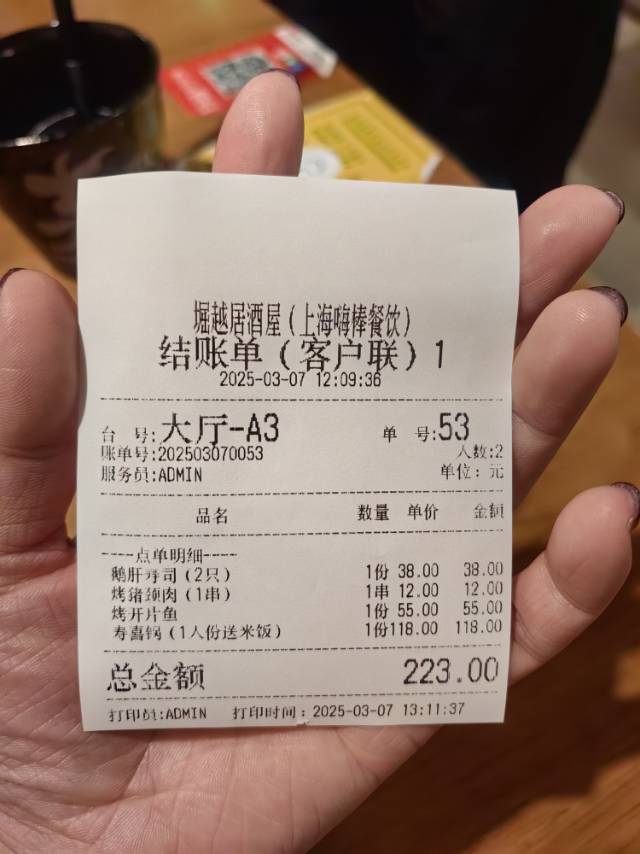 堀越居酒屋（上海嗨棒餐饮）
结账单（客户联）1
2025-03-07 12:09:36
台 号:大厅-A3 单 号:53
账单号:202503070053 人数:2
服务员:ADMIN 单位: 元
品名 数量 单价 金额
----点单明细----
鹅肝寿司（2只） 1份 38.00 38.00
烤猪颈肉（1串） 1串 12.00 12.00
烤开片鱼 1份 55.00 55.00
寿喜锅（1人份送米饭） 1份118.00 118.00
总金额 223.00
打印员:ADMIN 打印时间：2025-03-07 13:11:37